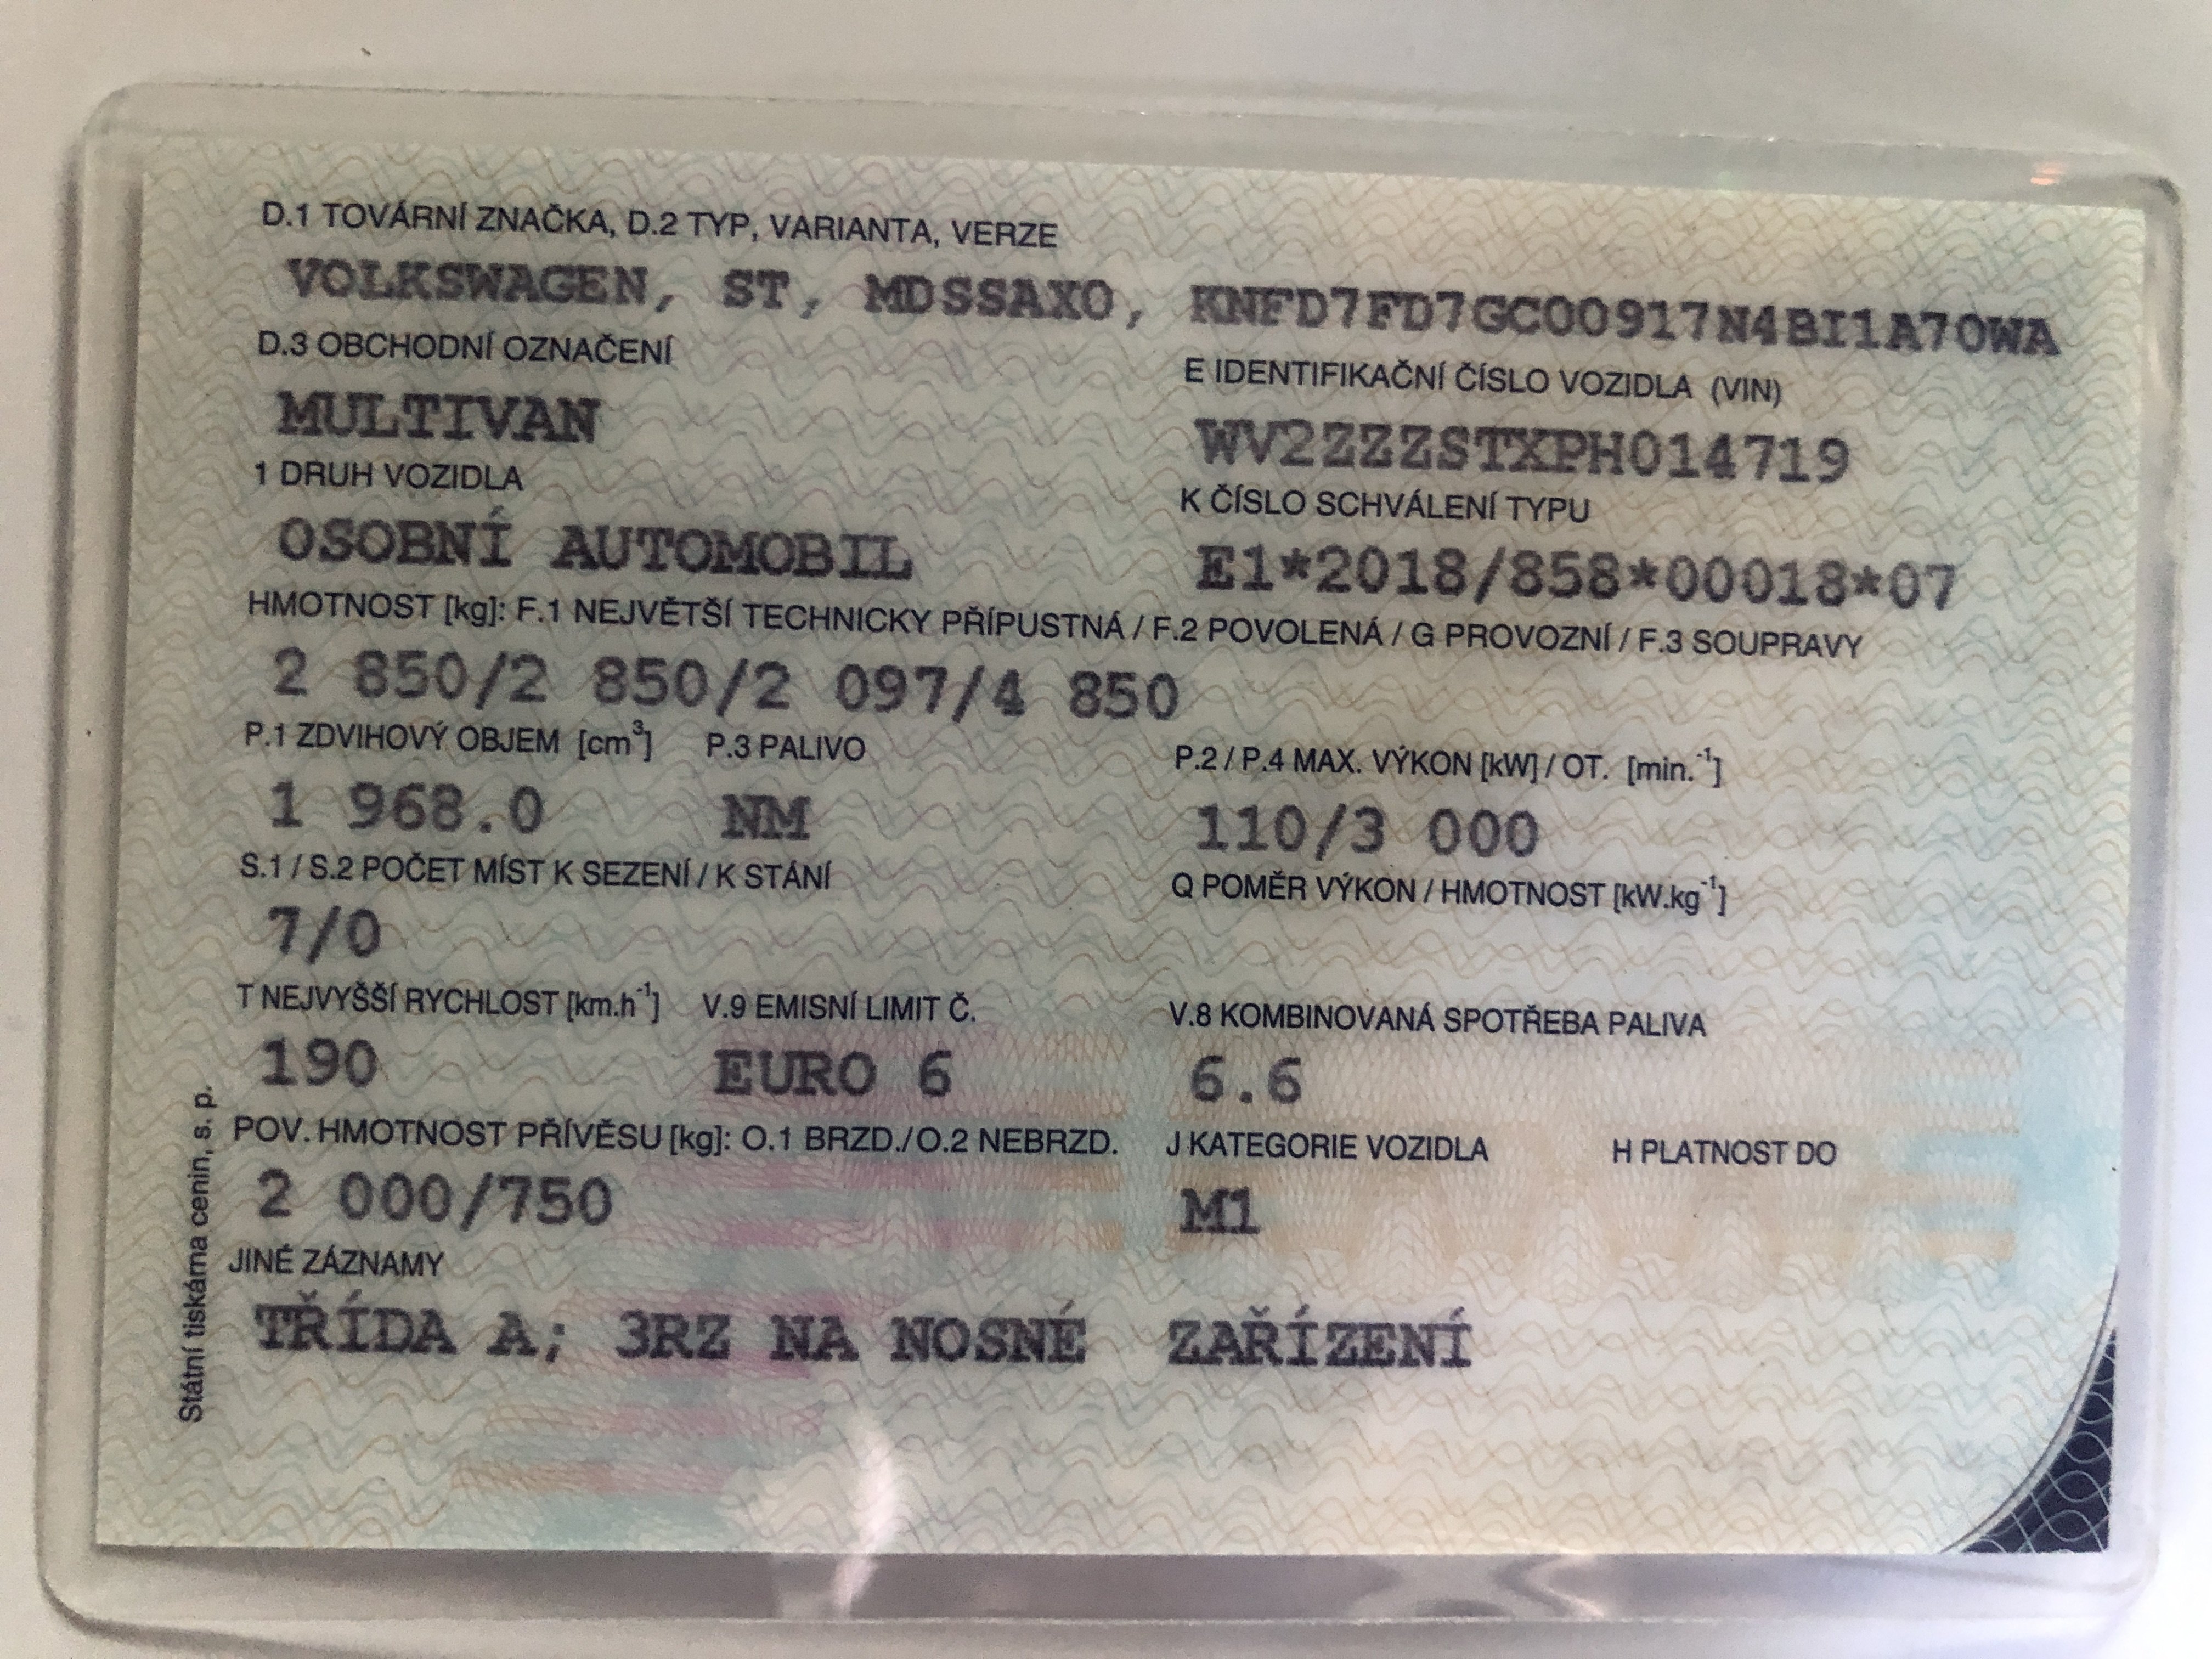 D.1 TOVÁRNÍ ZNAČKA, D.2 TYP, VARIANTA, VERZE
VOLKSWAGEN, ST, MDSSAX0, KNFD7FD7GC00917N4BI1A70WA
D.3 OBCHODNÍ OZNAČENÍ E IDENTIFIKAČNÍ ČÍSLO VOZIDLA (VIN)
MULTIVAN WV2ZZZSTXPH014719
1 DRUH VOZIDLA K ČÍSLO SCHVÁLENÍ TYPU
OSOBNÍ AUTOMOBIL E1*2018/858*00018*07
HMOTNOST [kg]: F.1 NEJVĚTŠÍ TECHNICKY PŘÍPUSTNÁ / F.2 POVOLENÁ / G PROVOZNÍ / F.3 SOUPRAVY
2 850/2 850/2 097/4 850
P.1 ZDVIHOVÝ OBJEM [cm³] P.3 PALIVO P.2 / P.4 MAX. VÝKON [kW] / OT. [min.⁻¹]
1 968.0 NM 110/3 000
S.1 / S.2 POČET MÍST K SEZENÍ / K STÁNÍ Q POMĚR VÝKON / HMOTNOST [kW.kg⁻¹]
7/0
T NEJVYŠŠÍ RYCHLOST [km.h⁻¹] V.9 EMISNÍ LIMIT Č. V.8 KOMBINOVANÁ SPOTŘEBA PALIVA
190 EURO 6 6.6
POV. HMOTNOST PŘÍVĚSU [kg]: O.1 BRZD./O.2 NEBRZD. J KATEGORIE VOZIDLA H PLATNOST DO
2 000/750 M1
JINÉ ZÁZNAMY
TŘÍDA A; 3RZ NA NOSNÉ ZAŘÍZENÍ
Státní tiskárna cenin, s. p.